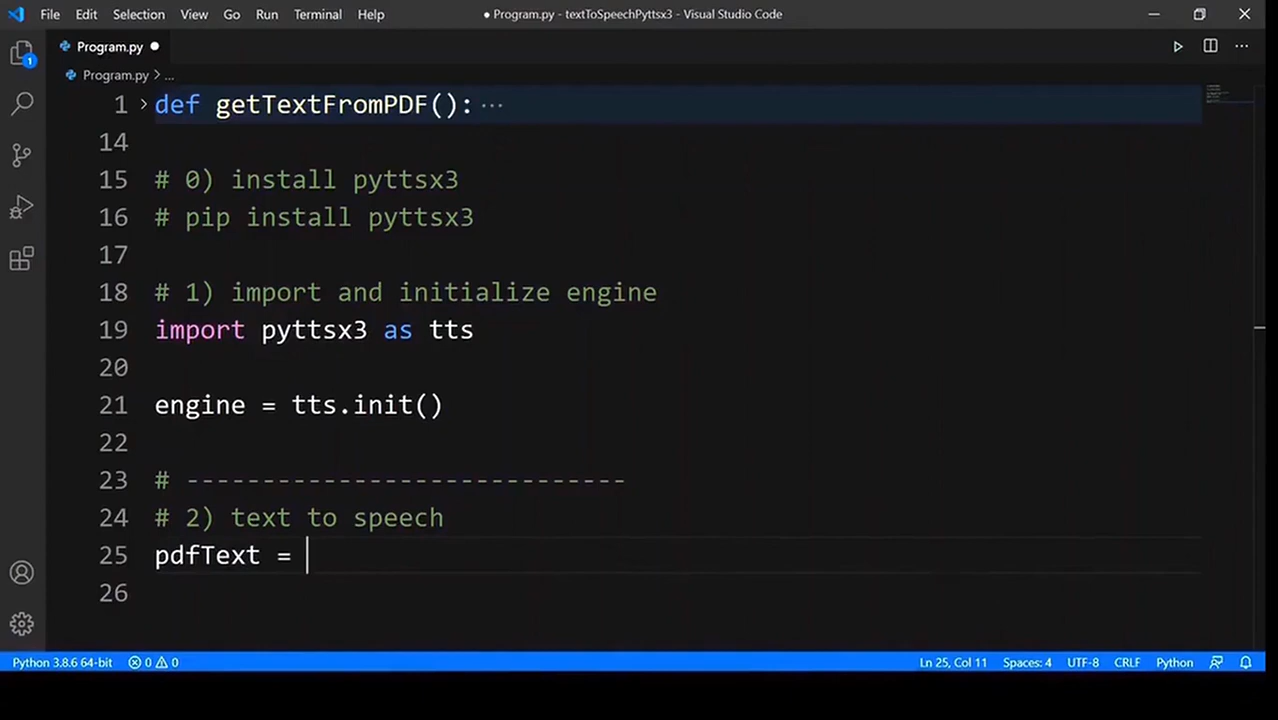 File Edit Selection View Go Run Terminal Help ● Program.py - textToSpeechPyttsx3 - Visual Studio Code
Program.py ●
Program.py > ...
1 > def getTextFromPDF(): ...
14
15 # 0) install pyttsx3
16 # pip install pyttsx3
17
18 # 1) import and initialize engine
19 import pyttsx3 as tts
20
21 engine = tts.init()
22
23 # -----------------------------
24 # 2) text to speech
25 pdfText =
26
1
Python 3.8.6 64-bit 0 0 Ln 25, Col 11 Spaces: 4 UTF-8 CRLF Python